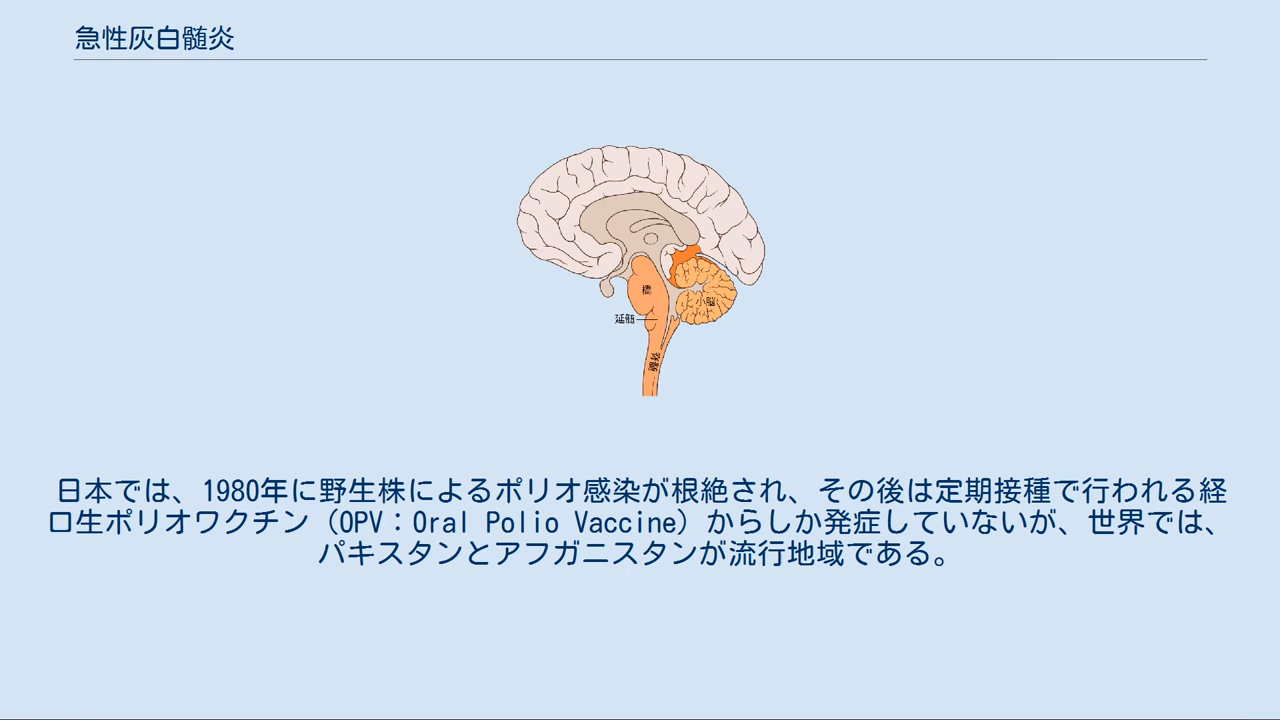 急性灰白髄炎
橋
小脳
延髄
脊髄
日本では、1980年に野生株によるポリオ感染が根絶され、その後は定期接種で行われる経
口生ポリオワクチン（OPV：Oral Polio Vaccine）からしか発症していないが、世界では、
パキスタンとアフガニスタンが流行地域である。